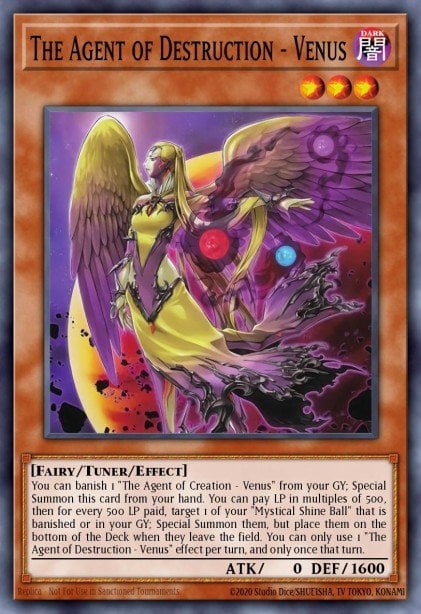 THE AGENT OF DESTRUCTION - VENUS
DARK
闇
[FAIRY/TUNER/EFFECT]
You can banish 1 "The Agent of Creation - Venus" from your GY; Special
Summon this card from your hand. You can pay LP in multiples of 500,
then for every 500 LP paid, target 1 of your "Mystical Shine Ball" that
is banished or in your GY; Special Summon them, but place them on the
bottom of the Deck when they leave the field. You can only use 1 "The
Agent of Destruction - Venus" effect per turn, and only once that turn.
ATK/ 0 DEF/1600
Replica - Not For Use in Sanctioned Tournaments
©2020 Studio Dice/SHUEISHA, TV TOKYO, KONAMI